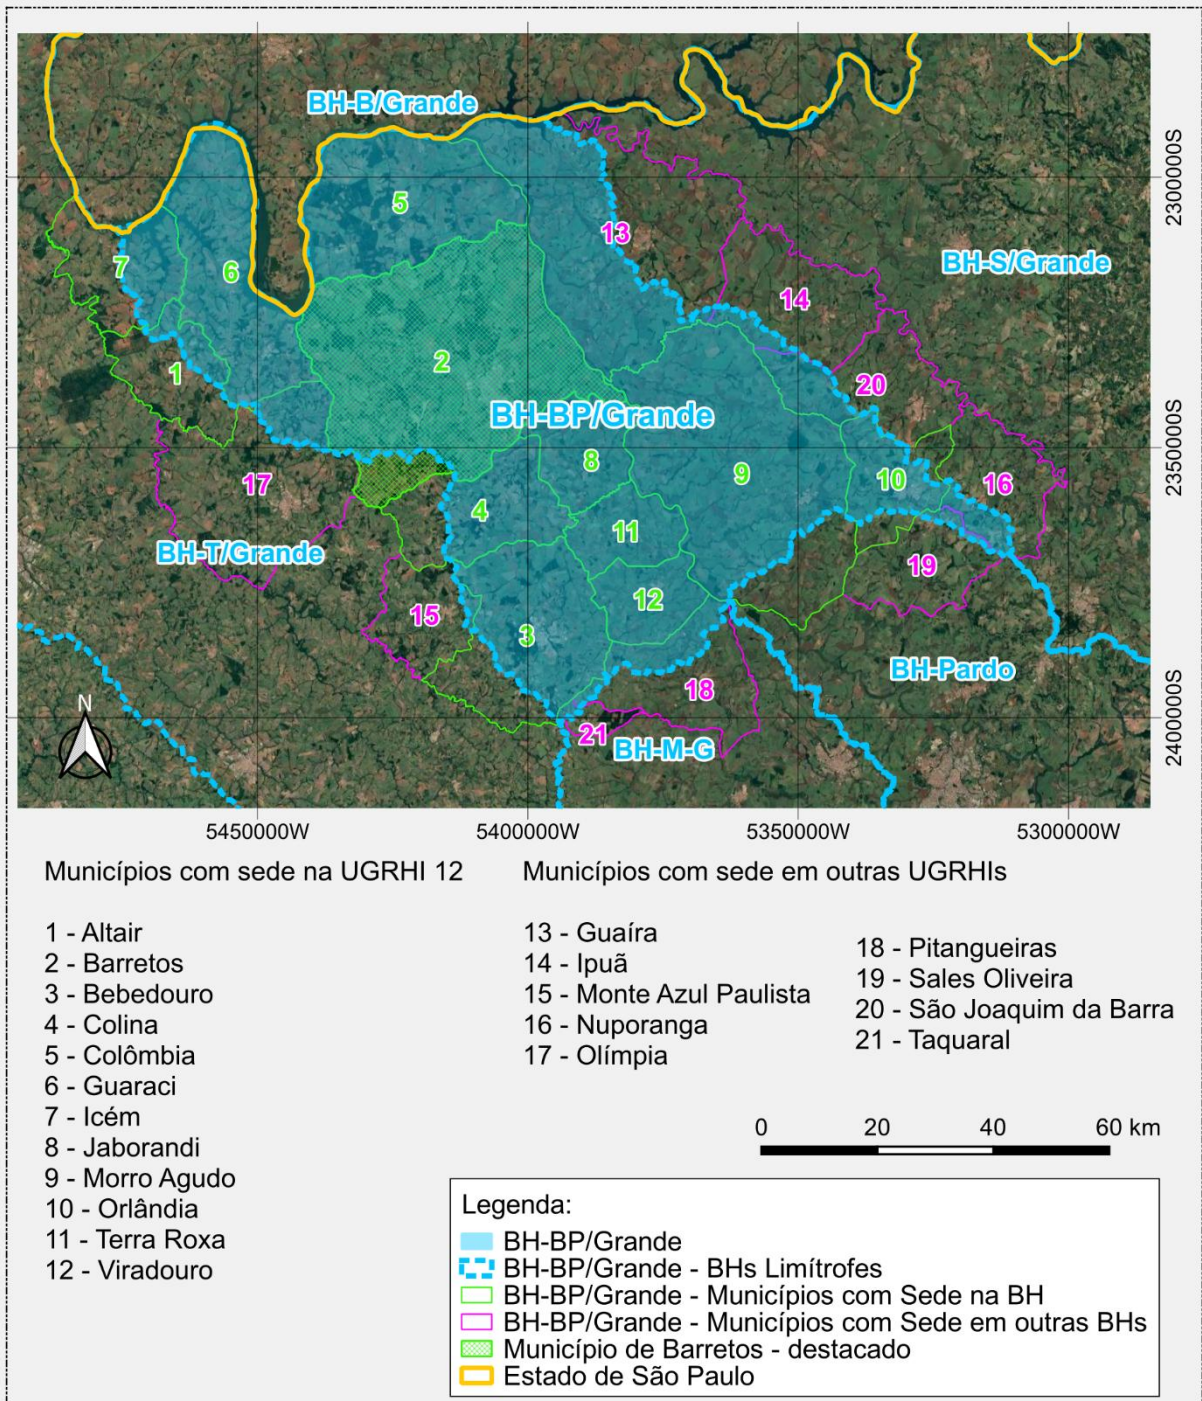 BH-B/Grande
2300000S
5
13
BH-S/Grande
7
6
14
2
1
20
BH-BP/Grande
2350000S
8
9
17
10
16
4
11
BH-T/Grande
19
12
15
3
BH-Pardo
18
N
21
BH-M-G
2400000S
5450000W
5400000W
5350000W
5300000W
Municípios com sede na UGRHI 12
1 - Altair
2 - Barretos
3 - Bebedouro
4 - Colina
5 - Colômbia
6 - Guaraci
7 - Icém
8 - Jaborandi
9 - Morro Agudo
10 - Orlândia
11 - Terra Roxa
12 - Viradouro
Municípios com sede em outras UGRHIs
13 - Guaíra
14 - Ipuã
15 - Monte Azul Paulista
16 - Nuporanga
17 - Olímpia
18 - Pitangueiras
19 - Sales Oliveira
20 - São Joaquim da Barra
21 - Taquaral
0 20 40 60 km
Legenda:
BH-BP/Grande
BH-BP/Grande - BHs Limítrofes
BH-BP/Grande - Municípios com Sede na BH
BH-BP/Grande - Municípios com Sede em outras BHs
Município de Barretos - destacado
Estado de São Paulo